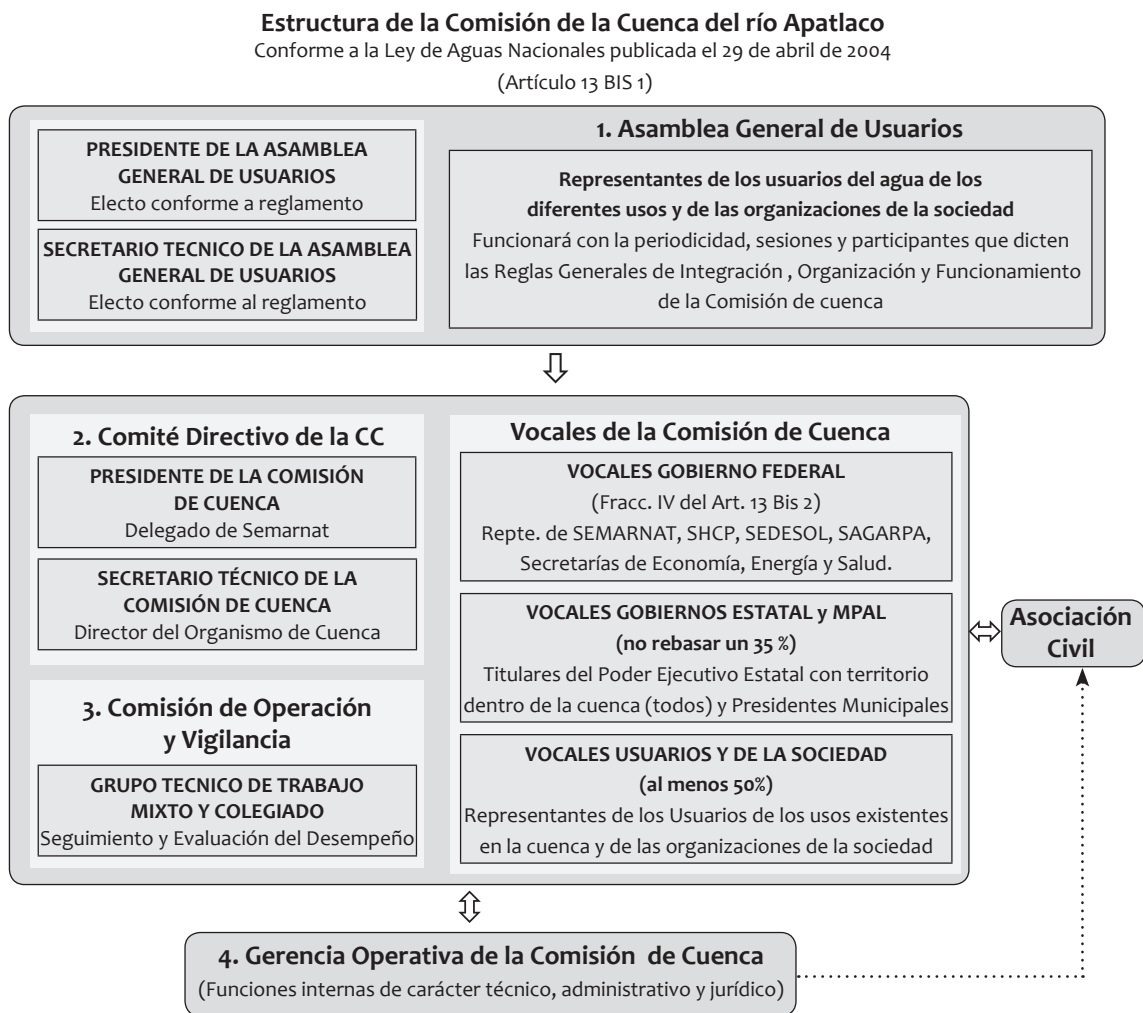 Estructura de la Comisión de la Cuenca del río Apatlaco
Conforme a la Ley de Aguas Nacionales publicada el 29 de abril de 2004
(Artículo 13 BIS 1)
PRESIDENTE DE LA ASAMBLEA
GENERAL DE USUARIOS
Electo conforme a reglamento
SECRETARIO TECNICO DE LA ASAMBLEA
GENERAL DE USUARIOS
Electo conforme al reglamento
1. Asamblea General de Usuarios
Representantes de los usuarios del agua de los
diferentes usos y de las organizaciones de la sociedad
Funcionará con la periodicidad, sesiones y participantes que dicten
las Reglas Generales de Integración , Organización y Funcionamiento
de la Comisión de cuenca
2. Comité Directivo de la CC
PRESIDENTE DE LA COMISIÓN
DE CUENCA
Delegado de Semarnat
SECRETARIO TÉCNICO DE LA
COMISIÓN DE CUENCA
Director del Organismo de Cuenca
3. Comisión de Operación
y Vigilancia
GRUPO TECNICO DE TRABAJO
MIXTO Y COLEGIADO
Seguimiento y Evaluación del Desempeño
Vocales de la Comisión de Cuenca
VOCALES GOBIERNO FEDERAL
(Fracc. IV del Art. 13 Bis 2)
Repte. de SEMARNAT, SHCP, SEDESOL, SAGARPA,
Secretarías de Economía, Energía y Salud.
VOCALES GOBIERNOS ESTATAL y MPAL
(no rebasar un 35 %)
Titulares del Poder Ejecutivo Estatal con territorio
dentro de la cuenca (todos) y Presidentes Municipales
VOCALES USUARIOS Y DE LA SOCIEDAD
(al menos 50%)
Representantes de los Usuarios de los usos existentes
en la cuenca y de las organizaciones de la sociedad
Asociación
Civil
4. Gerencia Operativa de la Comisión de Cuenca
(Funciones internas de carácter técnico, administrativo y jurídico)